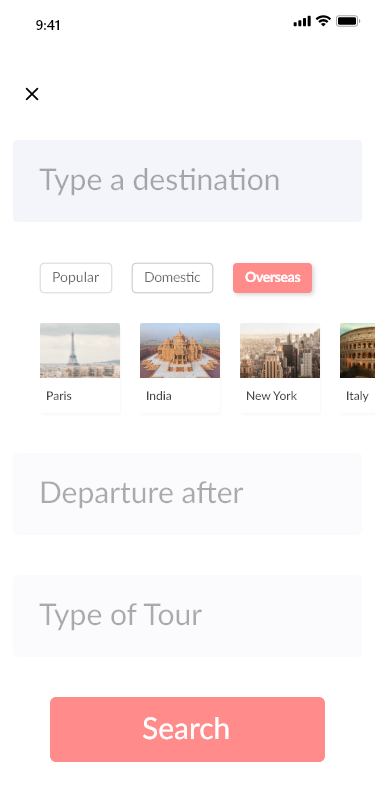 9:41
Type a destination
Popular Domestic Overseas
Paris India New York Italy
Departure after
Type of Tour
Search